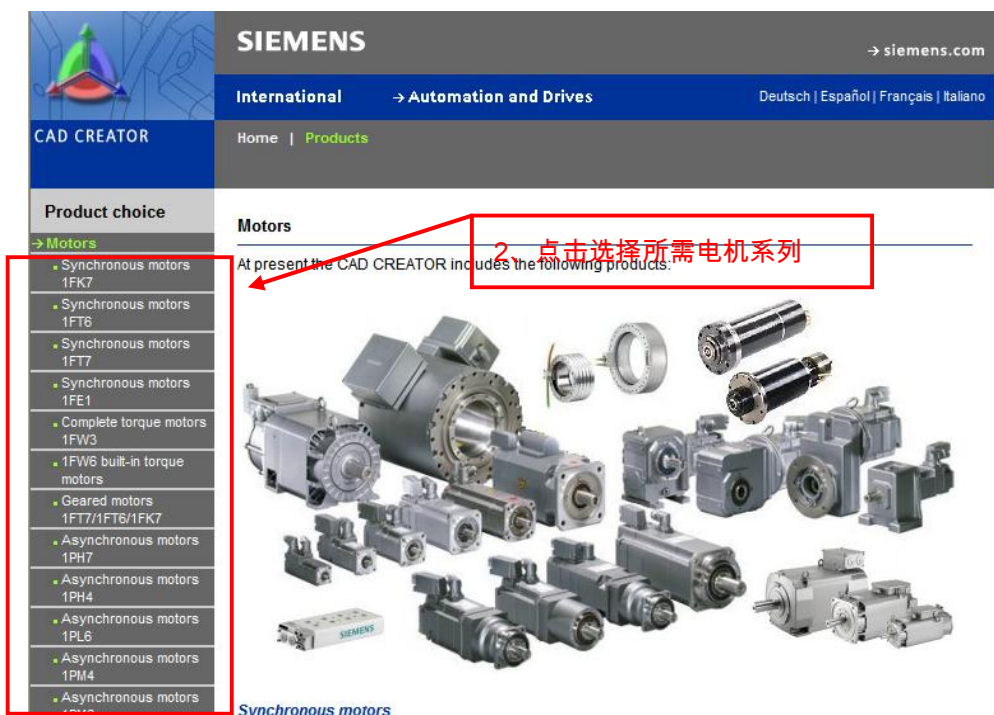 SIEMENS
→ siemens.com
International
→ Automation and Drives
Deutsch | Español | Français | Italiano
CAD CREATOR
Home | Products
Product choice
→ Motors
Synchronous motors
1FK7
Synchronous motors
1FT6
Synchronous motors
1FT7
Synchronous motors
1FE1
Complete torque motors
1FW3
1FW6 built-in torque
motors
Geared motors
1FT7/1FT6/1FK7
Asynchronous motors
1PH7
Asynchronous motors
1PH4
Asynchronous motors
1PL6
Asynchronous motors
1PM4
Asynchronous motors
Motors
2、点击选择所需电机系列
At present the CAD CREATOR includes the following products:
SIEMENS
Synchronous motors